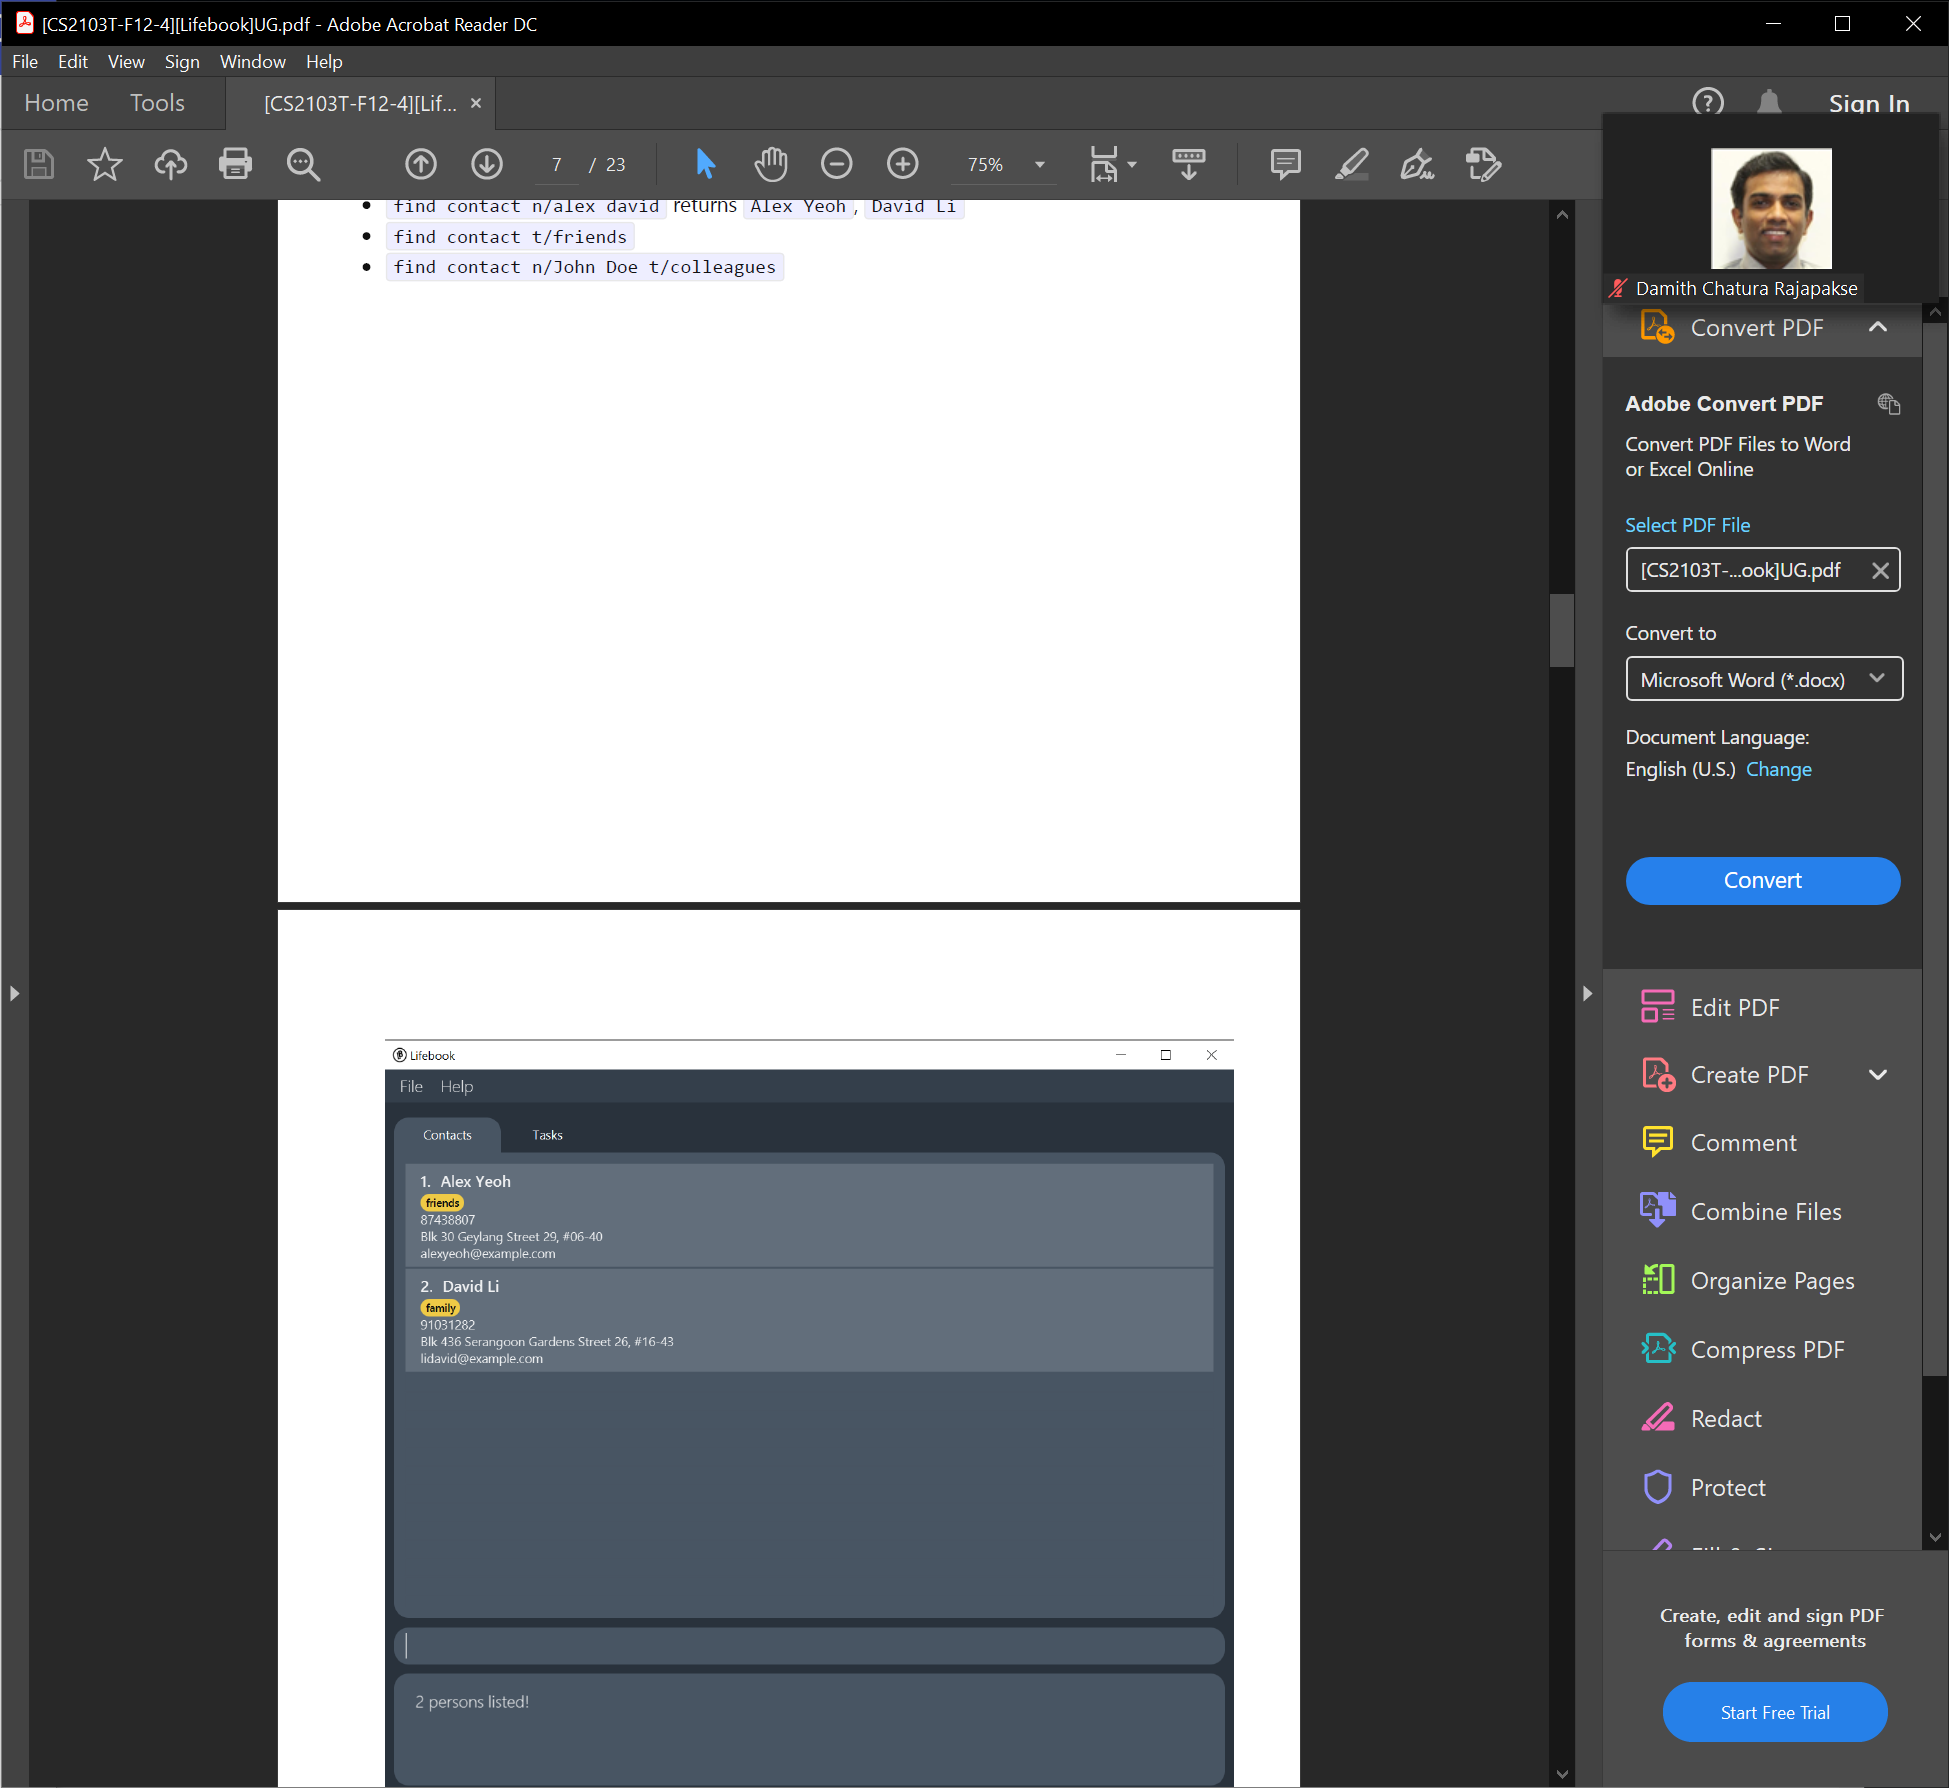 [CS2103T-F12-4][Lifebook]UG.pdf - Adobe Acrobat Reader DC
File Edit View Sign Window Help
Home Tools [CS2103T-F12-4][Lif... × Sign In
7 / 23 75%
find contact n/alex david returns Alex Yeoh, David Li
find contact t/friends
find contact n/John Doe t/colleagues
Damith Chatura Rajapakse
Convert PDF
Adobe Convert PDF
Convert PDF Files to Word
or Excel Online
Select PDF File
[CS2103T-...ook]UG.pdf
Convert to
Microsoft Word (*.docx)
Document Language:
English (U.S.) Change
Convert
Edit PDF
Create PDF
Comment
Combine Files
Organize Pages
Compress PDF
Redact
Protect
Lifebook
File Help
Contacts Tasks
1. Alex Yeoh
friends
87438807
Blk 30 Geylang Street 29, #06-40
alexyeoh@example.com
2. David Li
family
91031282
Blk 436 Serangoon Gardens Street 26, #16-43
lidavid@example.com
2 persons listed!
Create, edit and sign PDF
forms & agreements
Start Free Trial